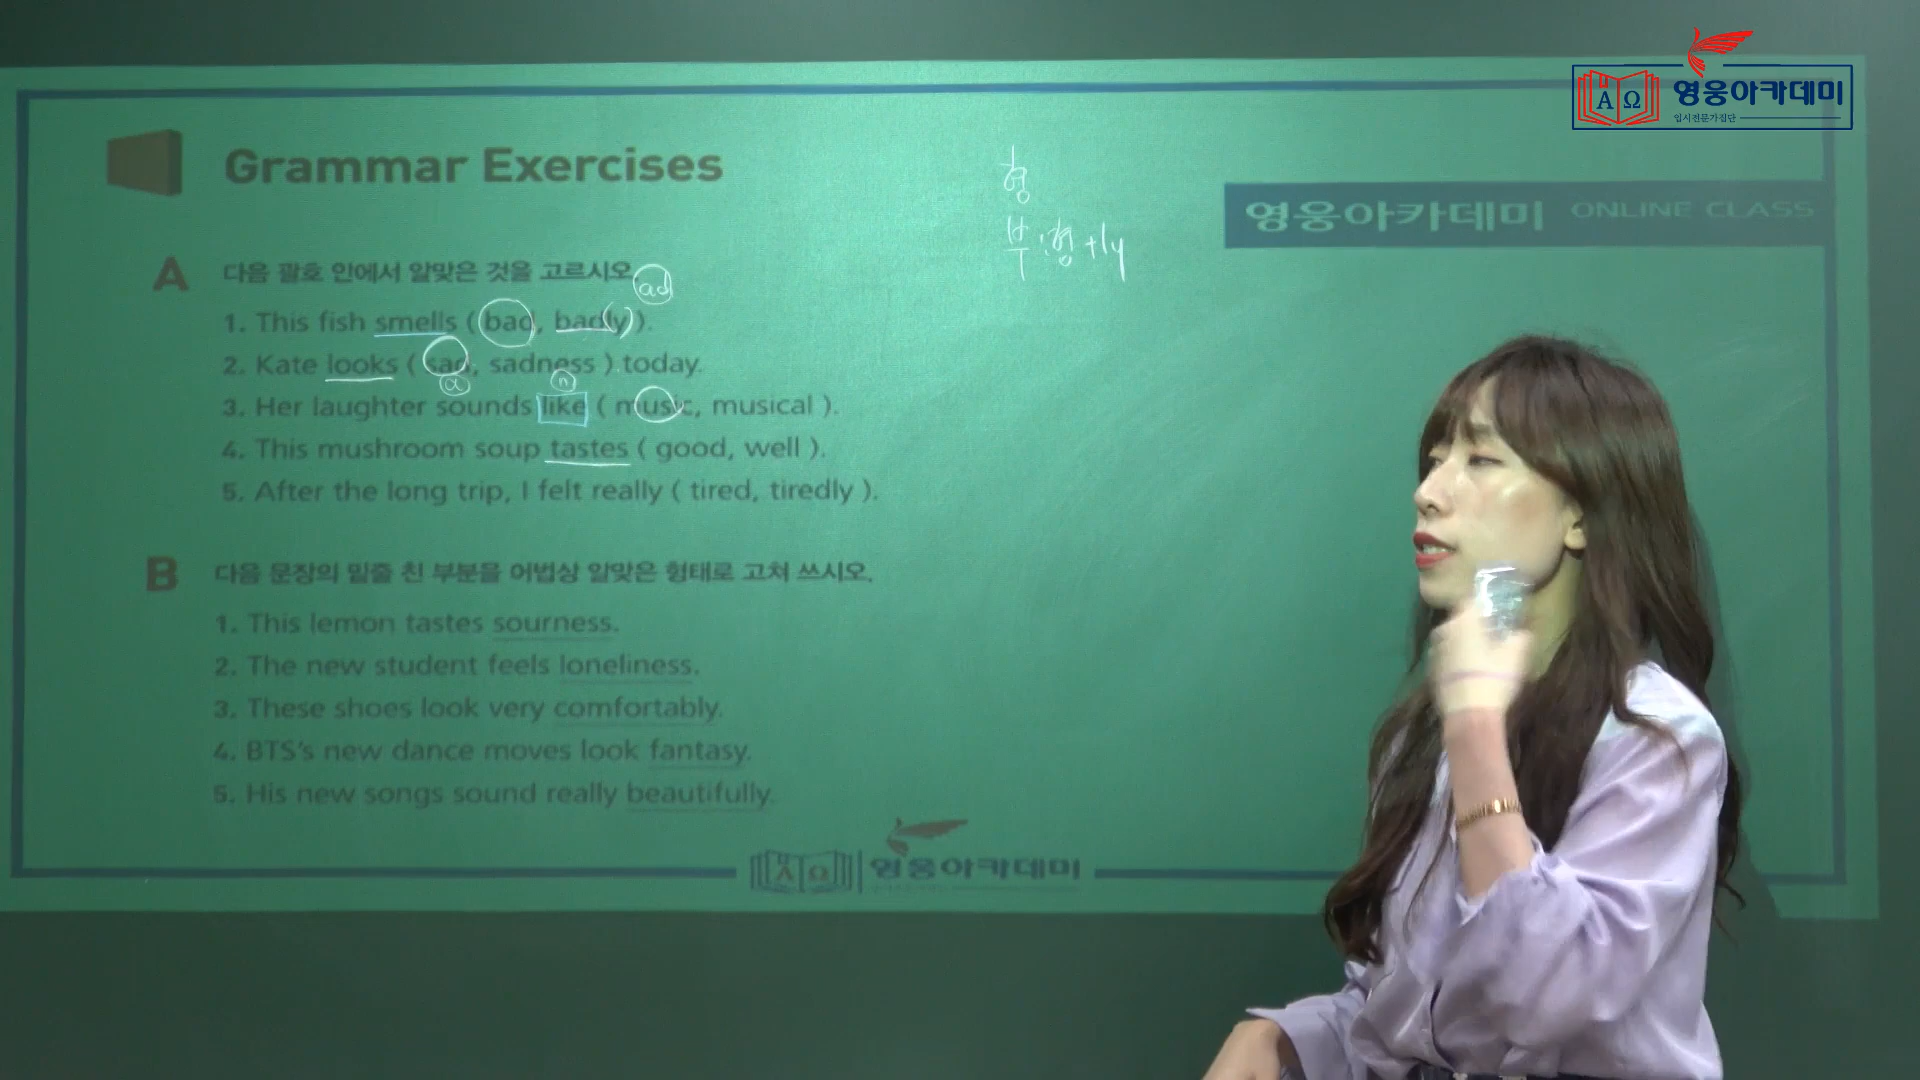 영웅아카데미
입시전문가집단
Grammar Exercises
형
부 : 형 +ly
영웅아카데미 ONLINE CLASS
A 다음 괄호 안에서 알맞은 것을 고르시오.
ad
1. This fish smells ( bad, badly ).
2. Kate looks ( sad, sadness ) today.
a n
3. Her laughter sounds like ( music, musical ).
4. This mushroom soup tastes ( good, well ).
5. After the long trip, I felt really ( tired, tiredly ).
B 다음 문장의 밑줄 친 부분을 어법상 알맞은 형태로 고쳐 쓰시오.
1. This lemon tastes sourness.
2. The new student feels loneliness.
3. These shoes look very comfortably.
4. BTS's new dance moves look fantasy.
5. His new songs sound really beautifully.
영웅아카데미